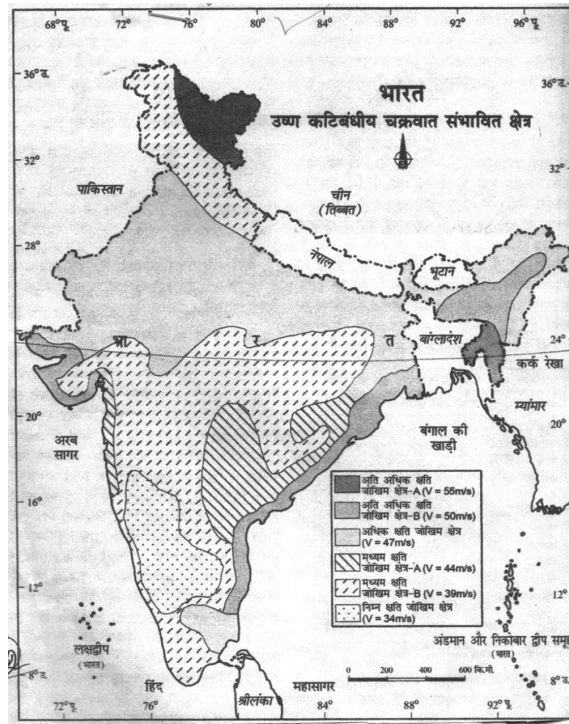 68° पू.
72°
76°
80°
84°
88°
92°
96° पू.
36° उ.
36° उ.
भारत
उष्ण कटिबंधीय चक्रवात संभावित क्षेत्र
32°
32°
पाकिस्तान
चीन
(तिब्बत)
28°
28°
नेपाल
भूटान
भा
र
त
बांग्लादेश
24°
24°
कर्क रेखा
म्यांमार
20°
20°
अरब
सागर
बंगाल की
खाड़ी
अति अधिक क्षति
जोखिम क्षेत्र-A (V = 55m/s)
अति अधिक क्षति
जोखिम क्षेत्र-B (V = 50m/s)
अधिक क्षति जोखिम क्षेत्र
(V = 47m/s)
मध्यम क्षति
जोखिम क्षेत्र-A (V = 44m/s)
मध्यम क्षति
जोखिम क्षेत्र-B (V = 39m/s)
निम्न क्षति जोखिम क्षेत्र
(V = 34m/s)
16°
16°
12°
12°
लक्षद्वीप
(भारत)
अंडमान और निकोबार द्वीप समूह
(भारत)
0 200 400 600 कि.मी.
8° उ.
8° उ.
72° पू.
76°
हिंद
श्रीलंका
महासागर
84°
88°
92° पू.